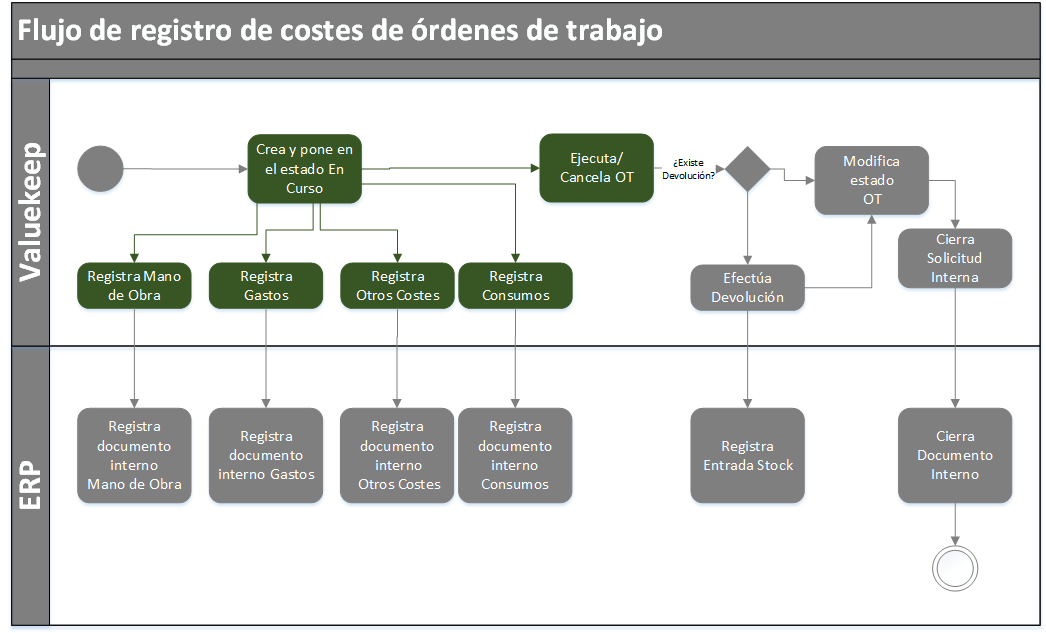 Flujo de registro de costes de órdenes de trabajo
Valuekeep
Crea y pone en
el estado En
Curso
Ejecuta/
Cancela OT
¿Existe
Devolución?
Modifica
estado
OT
Cierra
Solicitud
Interna
Registra Mano
de Obra
Registra
Gastos
Registra
Otros Costes
Registra
Consumos
Efectúa
Devolución
ERP
Registra
documento
interno
Mano de Obra
Registra
documento
interno Gastos
Registra
documento
interno
Otros Costes
Registra
documento
interno
Consumos
Registra
Entrada Stock
Cierra
Documento
Interno